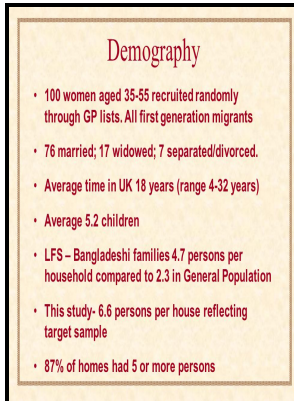 Demography
• 100 women aged 35-55 recruited randomly
through GP lists. All first generation migrants
• 76 married; 17 widowed; 7 separated/divorced.
• Average time in UK 18 years (range 4-32 years)
• Average 5.2 children
• LFS – Bangladeshi families 4.7 persons per
household compared to 2.3 in General Population
• This study- 6.6 persons per house reflecting
target sample
• 87% of homes had 5 or more persons